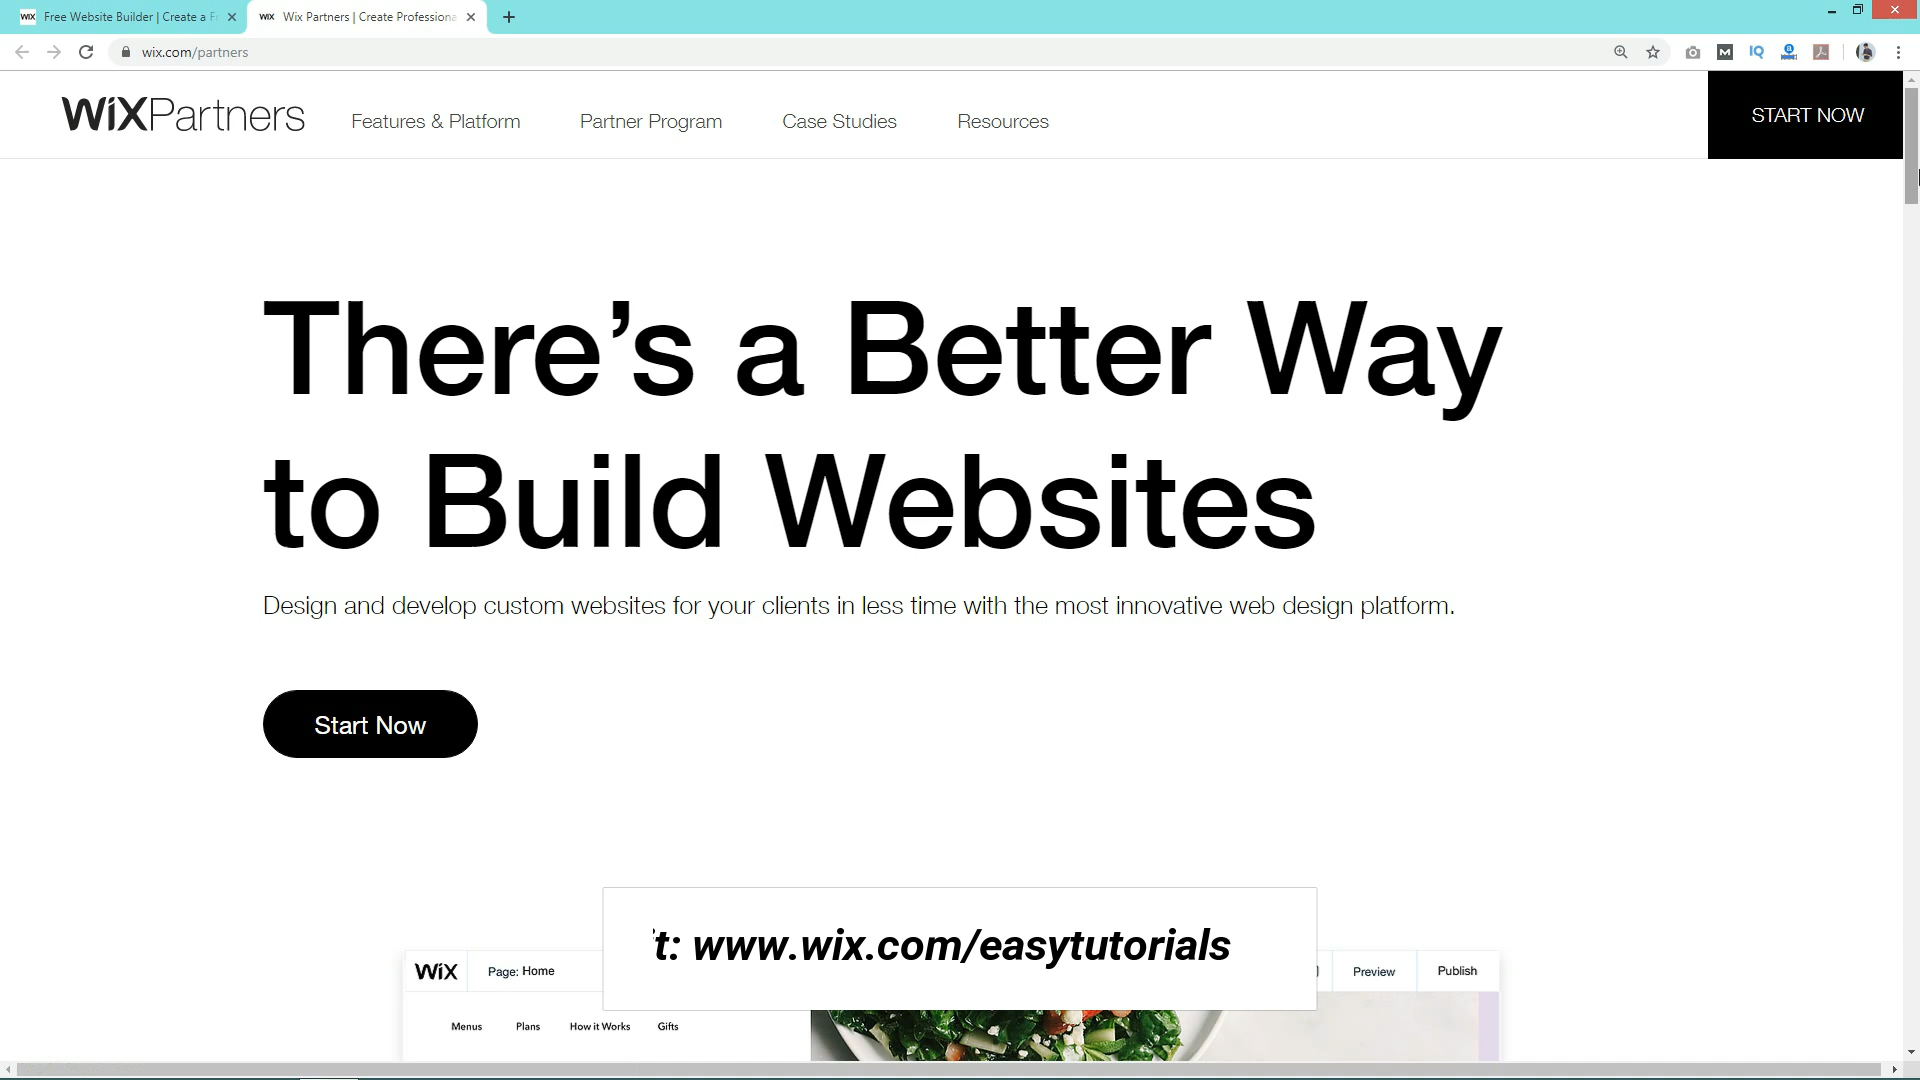 WiX Free Website Builder | Create a F
WiX Wix Partners | Create Professiona
wix.com/partners
M IQ a
WiXPartners
Features & Platform
Partner Program
Case Studies
Resources
START NOW
There's a Better Way
to Build Websites
Design and develop custom websites for your clients in less time with the most innovative web design platform.
Start Now
t: www.wix.com/easytutorials
WiX
Page: Home
Preview
Publish
Menus
Plans
How it Works
Gifts